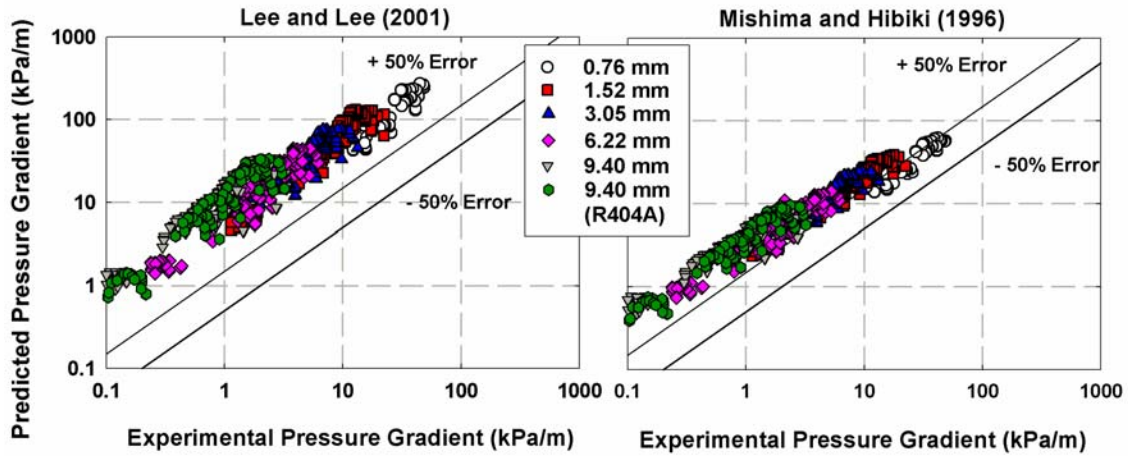 Lee and Lee (2001)
Mishima and Hibiki (1996)
Predicted Pressure Gradient (kPa/m)
1000
100
10
1
0.1
+ 50% Error
- 50% Error
0.1
1
10
100
1000
Experimental Pressure Gradient (kPa/m)
0.76 mm
1.52 mm
3.05 mm
6.22 mm
9.40 mm
9.40 mm
(R404A)
+ 50% Error
- 50% Error
0.1
1
10
100
1000
Experimental Pressure Gradient (kPa/m)